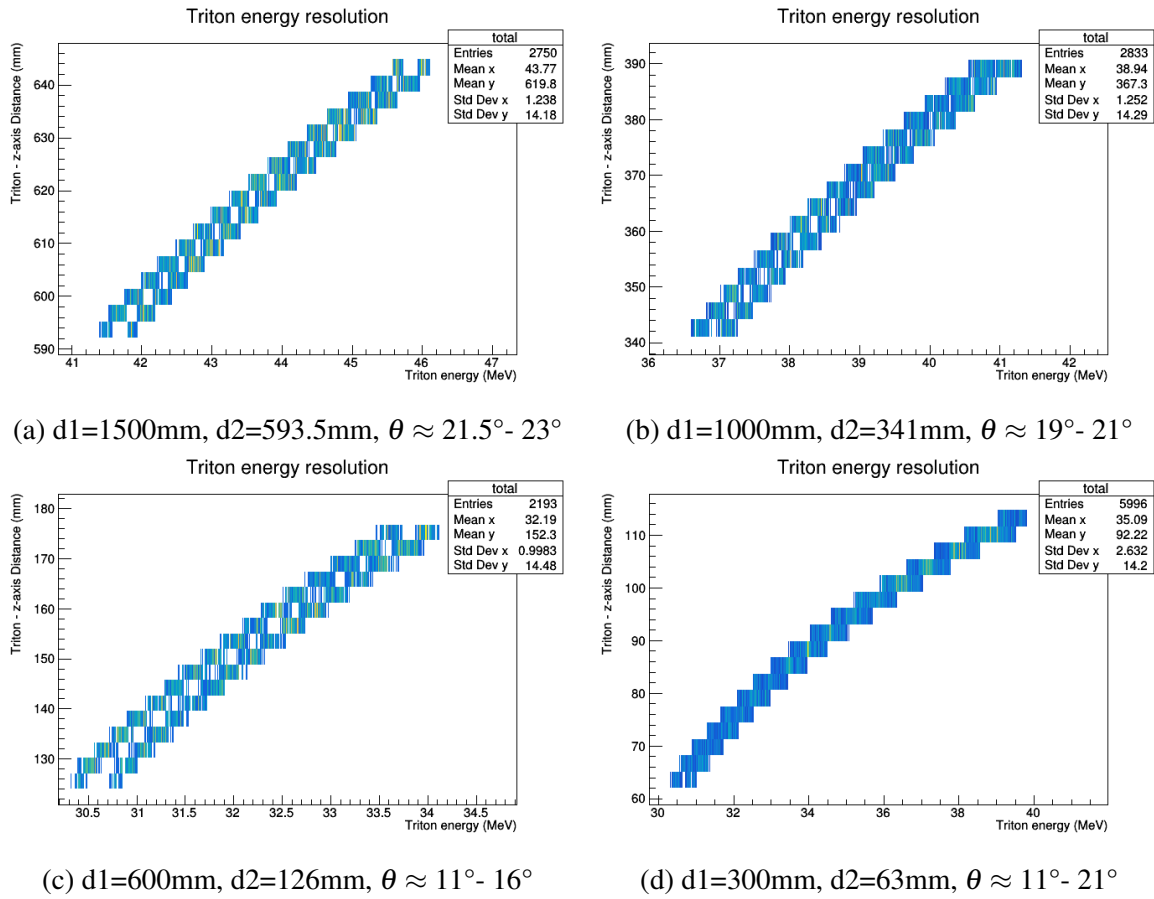 Triton energy resolution
Triton - z-axis Distance (mm)
total
Entries 2750
Mean x 43.77
Mean y 619.8
Std Dev x 1.238
Std Dev y 14.18
640
630
620
610
600
590
41 42 43 44 45 46 47
Triton energy (MeV)
(a) d1=1500mm, d2=593.5mm, θ ≈ 21.5°- 23°
Triton energy resolution
Triton - z-axis Distance (mm)
total
Entries 2833
Mean x 38.94
Mean y 367.3
Std Dev x 1.252
Std Dev y 14.29
390
380
370
360
350
340
36 37 38 39 40 41 42
Triton energy (MeV)
(b) d1=1000mm, d2=341mm, θ ≈ 19°- 21°
Triton energy resolution
Triton - z-axis Distance (mm)
total
Entries 2193
Mean x 32.19
Mean y 152.3
Std Dev x 0.9983
Std Dev y 14.48
180
170
160
150
140
130
30.5 31 31.5 32 32.5 33 33.5 34 34.5
Triton energy (MeV)
(c) d1=600mm, d2=126mm, θ ≈ 11°- 16°
Triton energy resolution
Triton - z-axis Distance (mm)
total
Entries 5996
Mean x 35.09
Mean y 92.22
Std Dev x 2.632
Std Dev y 14.2
110
100
90
80
70
60
30 32 34 36 38 40
Triton energy (MeV)
(d) d1=300mm, d2=63mm, θ ≈ 11°- 21°